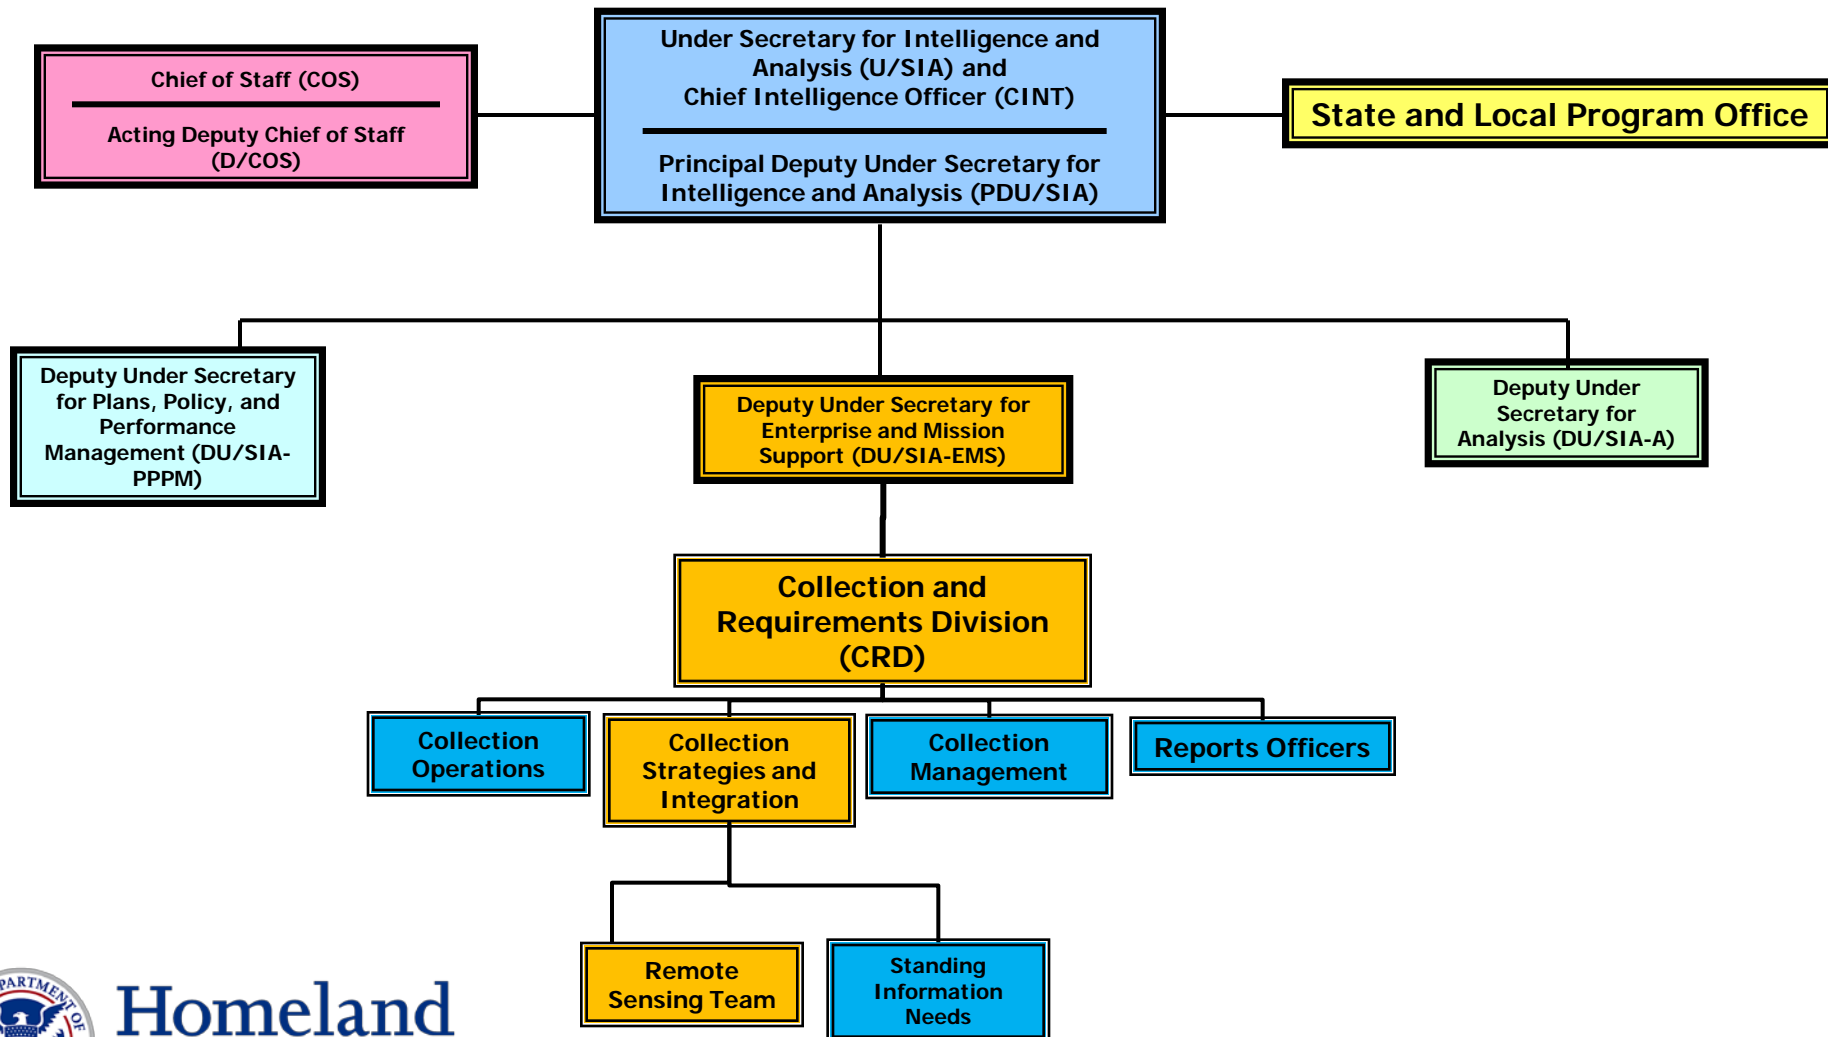 Chief of Staff (COS)
Acting Deputy Chief of Staff
(D/COS)
Under Secretary for Intelligence and
Analysis (U/SIA) and
Chief Intelligence Officer (CINT)
Principal Deputy Under Secretary for
Intelligence and Analysis (PDU/SIA)
State and Local Program Office
Deputy Under Secretary
for Plans, Policy, and
Performance
Management (DU/SIA-
PPPM)
Deputy Under Secretary for
Enterprise and Mission
Support (DU/SIA-EMS)
Deputy Under
Secretary for
Analysis (DU/SIA-A)
Collection and
Requirements Division
(CRD)
Collection
Operations
Collection
Strategies and
Integration
Collection
Management
Reports Officers
Remote
Sensing Team
Standing
Information
Needs
Homeland